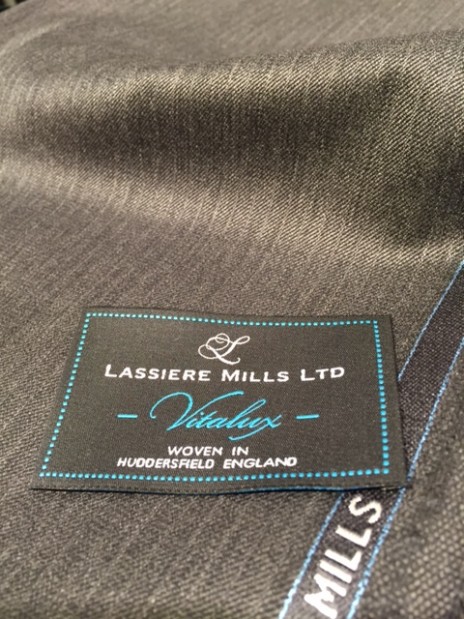 L
LASSIERE MILLS LTD
- Vitalux -
WOVEN IN
HUDDERSFIELD ENGLAND
MILLS